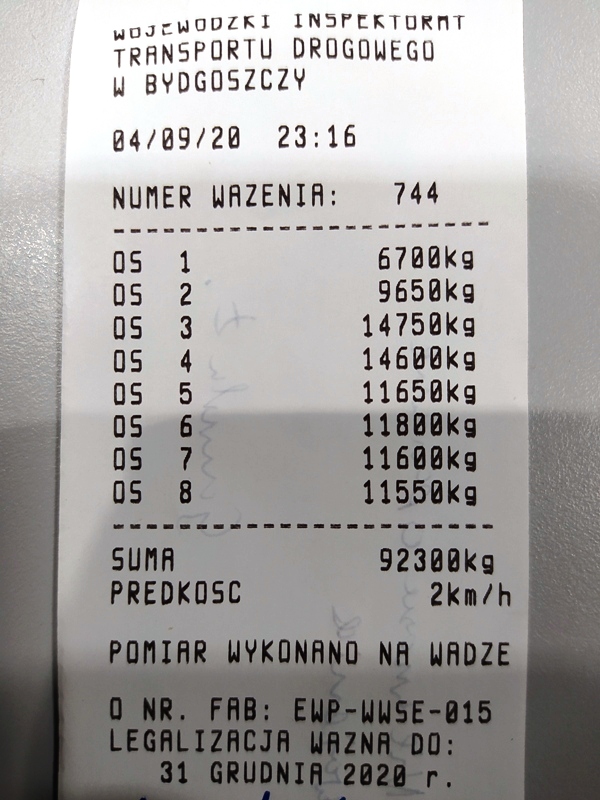 WOJEWODZKI INSPEKTORAT
TRANSPORTU DROGOWEGO
W BYDGOSZCZY
04/09/20 23:16
NUMER WAZENIA: 744
--------------------------------
OS 1 6700kg
OS 2 9650kg
OS 3 14750kg
OS 4 14600kg
OS 5 11650kg
OS 6 11800kg
OS 7 11600kg
OS 8 11550kg
--------------------------------
SUMA 92300kg
PREDKOSC 2km/h
POMIAR WYKONANO NA WADZE
O NR. FAB: EWP-WWSE-015
LEGALIZACJA WAZNA DO:
31 GRUDNIA 2020 r.